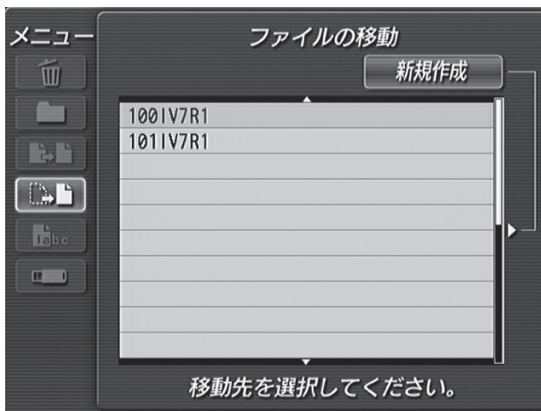 メニュー
ファイルの移動
新規作成
100IV7R1
101IV7R1
Iabc
移動先を選択してください。